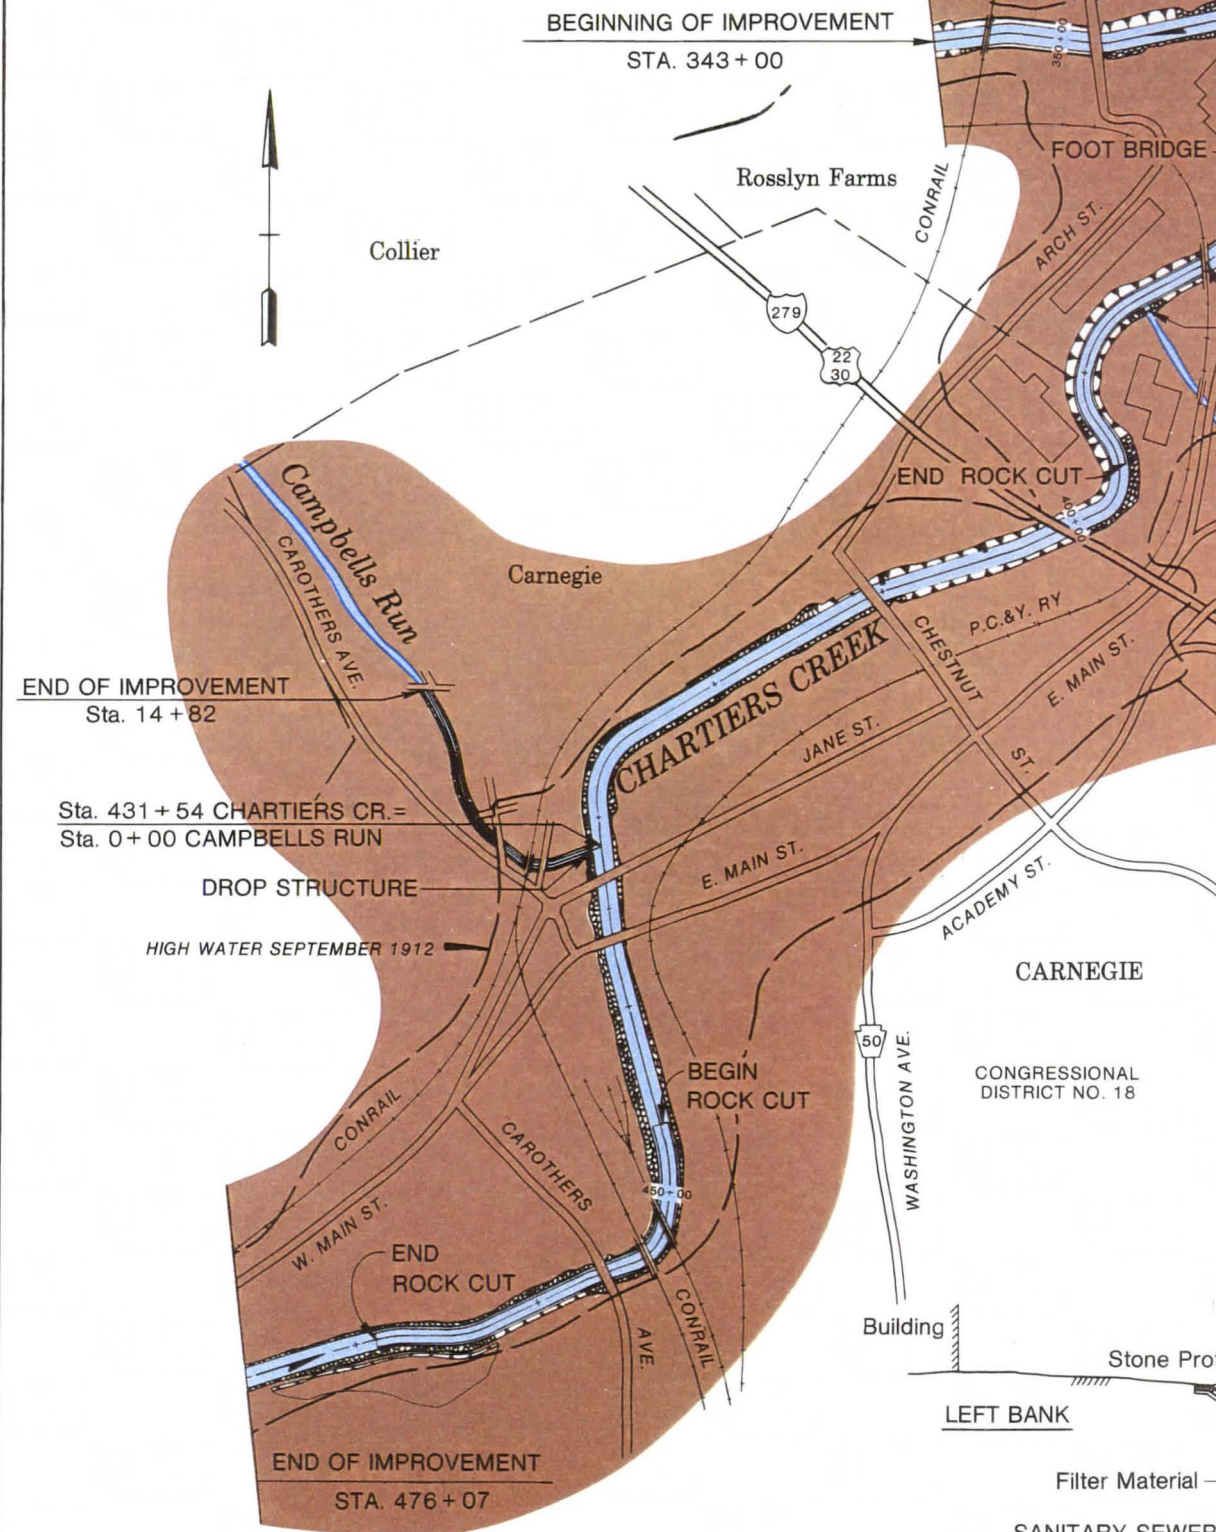 BEGINNING OF IMPROVEMENT
STA. 343+00
350+00
FOOT BRIDGE
Rosslyn Farms
CONRAIL
ARCH ST.
Collier
279
22
30
END ROCK CUT
400+00
Campbells Run
CAROTHERS AVE.
Carnegie
P.C.&Y. RY
CHESTNUT
ST.
E. MAIN ST.
CHARTIERS CREEK
JANE ST.
END OF IMPROVEMENT
Sta. 14+82
Sta. 431+54 CHARTIERS CR.=
Sta. 0+00 CAMPBELLS RUN
DROP STRUCTURE
E. MAIN ST.
ACADEMY ST.
HIGH WATER SEPTEMBER 1912
CARNEGIE
50
WASHINGTON AVE.
CONGRESSIONAL
DISTRICT NO. 18
BEGIN
ROCK CUT
CONRAIL
CAROTHERS
AVE.
450+00
W. MAIN ST.
END
ROCK CUT
CONRAIL
Building
Stone Pro
LEFT BANK
END OF IMPROVEMENT
STA. 476+07
Filter Material
SANITARY SEWER